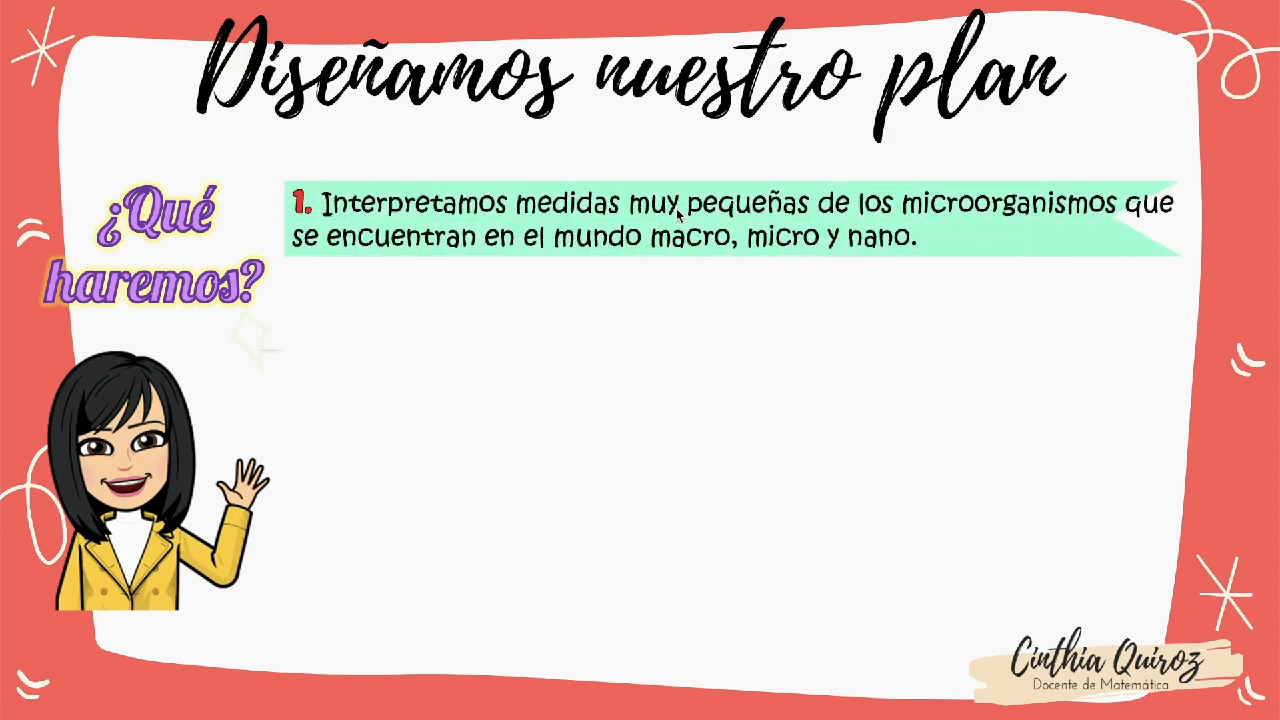 Diseñamos nuestro plan
¿Qué
haremos?
1. Interpretamos medidas muy pequeñas de los microorganismos que
se encuentran en el mundo macro, micro y nano.
Cinthia Quiroz
Docente de Matemática